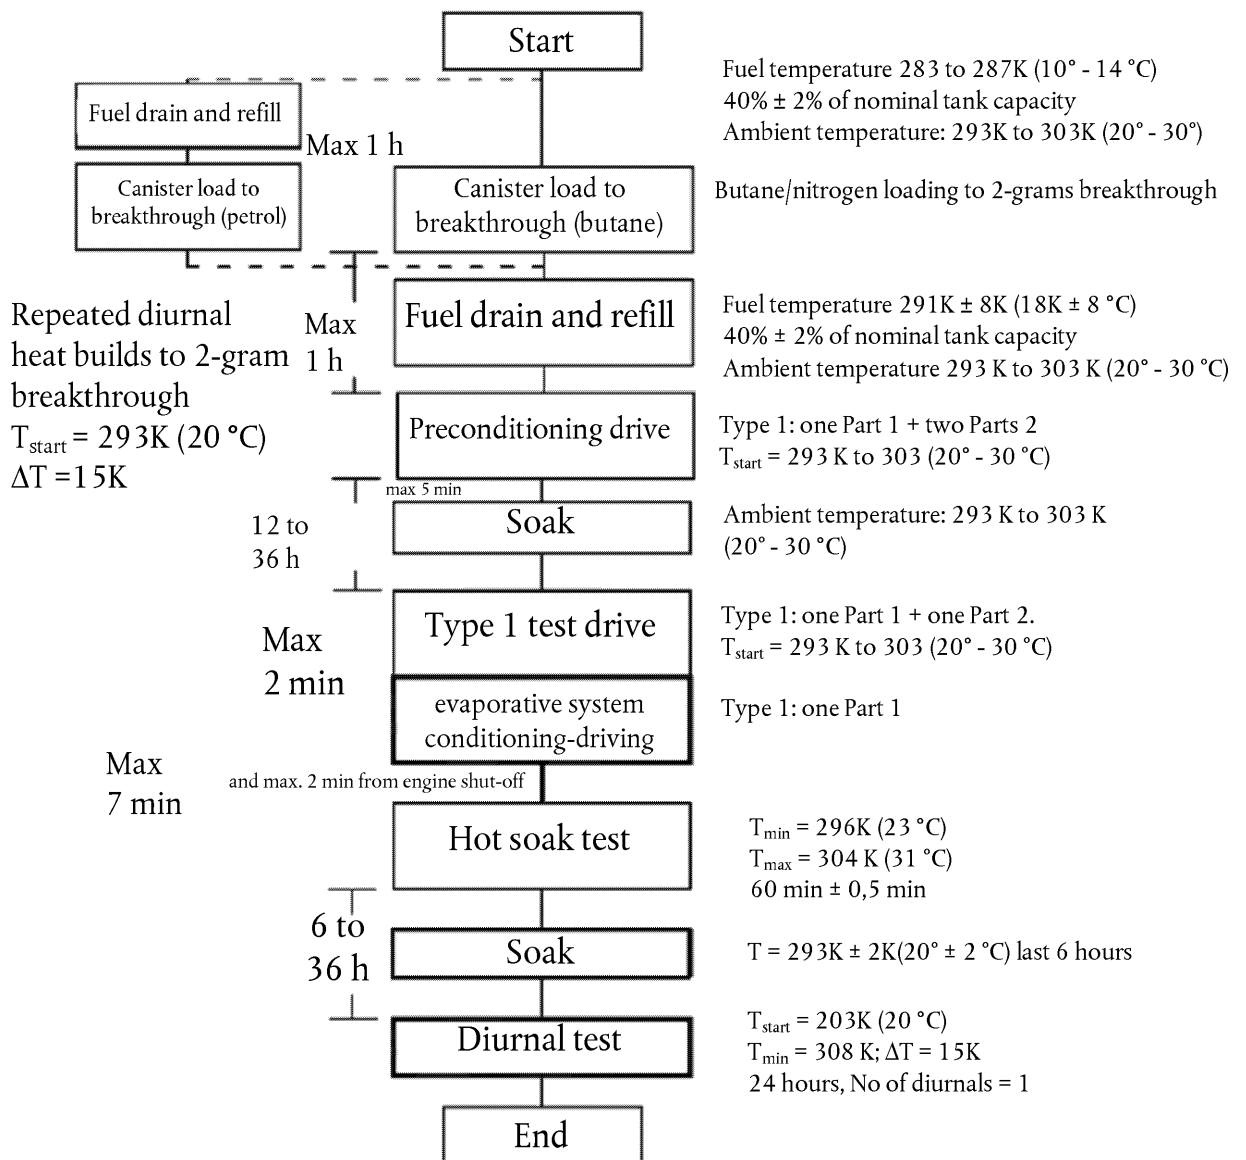 Start
Fuel temperature 283 to 287K (10° - 14 °C)
40% ± 2% of nominal tank capacity
Ambient temperature: 293K to 303K (20° - 30°)
Fuel drain and refill
Max 1 h
Canister load to
breakthrough (petrol)
Canister load to
breakthrough (butane)
Butane/nitrogen loading to 2-grams breakthrough
Repeated diurnal
heat builds to 2-gram
breakthrough
Tstart = 293K (20 °C)
ΔT =15K
Max
1 h
Fuel drain and refill
Fuel temperature 291K ± 8K (18K ± 8 °C)
40% ± 2% of nominal tank capacity
Ambient temperature 293 K to 303 K (20° - 30 °C)
Preconditioning drive
Type 1: one Part 1 + two Parts 2
Tstart = 293 K to 303 (20° - 30 °C)
max 5 min
12 to
36 h
Soak
Ambient temperature: 293 K to 303 K
(20° - 30 °C)
Type 1 test drive
Type 1: one Part 1 + one Part 2.
Tstart = 293 K to 303 (20° - 30 °C)
Max
2 min
evaporative system
conditioning-driving
Type 1: one Part 1
Max
7 min
and max. 2 min from engine shut-off
Hot soak test
Tmin = 296K (23 °C)
Tmax = 304 K (31 °C)
60 min ± 0,5 min
6 to
36 h
Soak
T = 293K ± 2K(20° ± 2 °C) last 6 hours
Diurnal test
Tstart = 203K (20 °C)
Tmin = 308 K; ΔT = 15K
24 hours, No of diurnals = 1
End